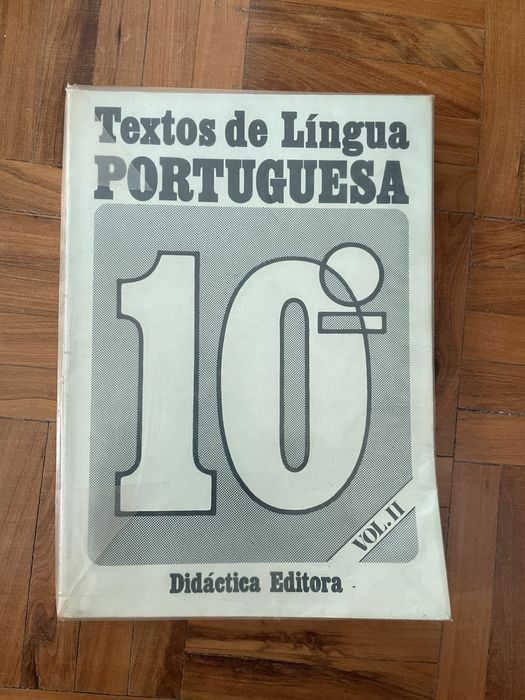 Textos de Língua
PORTUGUESA
10º
VOL. II
Didáctica Editora